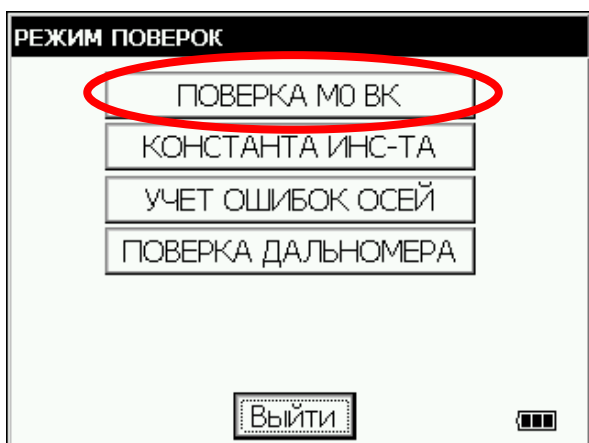 РЕЖИМ ПОВЕРОК
ПОВЕРКА М0 ВК
КОНСТАНТА ИНС-ТА
УЧЕТ ОШИБОК ОСЕЙ
ПОВЕРКА ДАЛЬНОМЕРА
Выйти